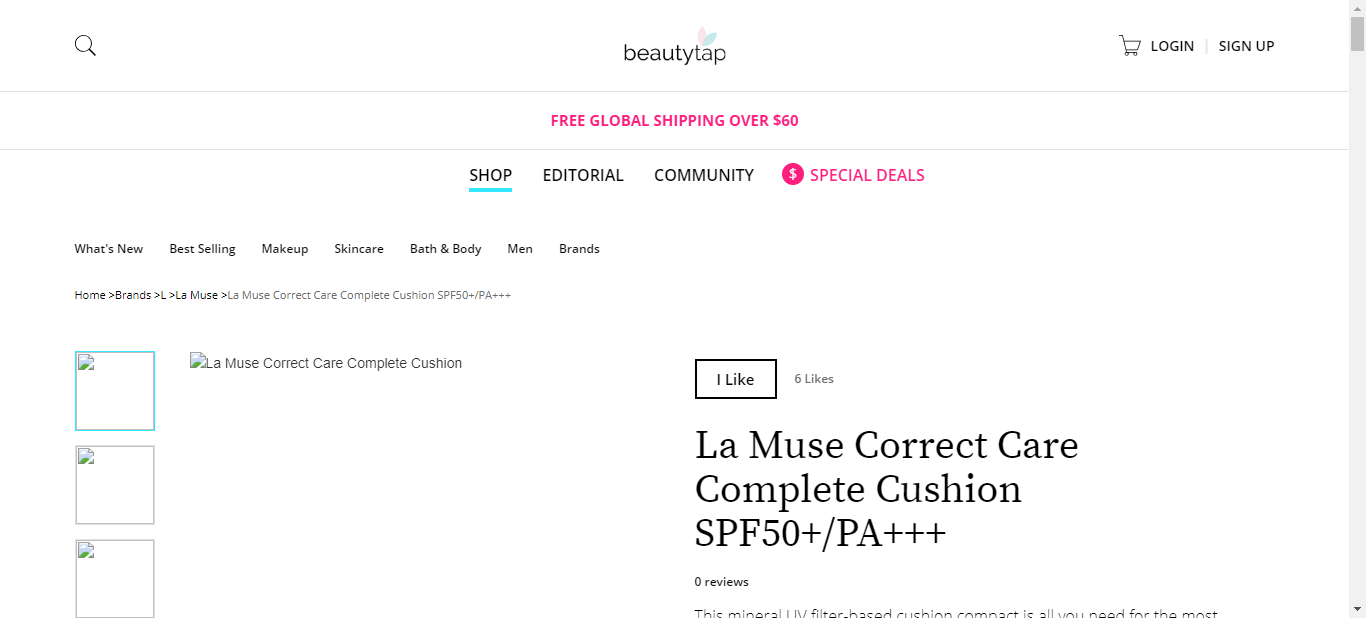 beautytap
LOGIN | SIGN UP
FREE GLOBAL SHIPPING OVER $60
SHOP EDITORIAL COMMUNITY $ SPECIAL DEALS
What's New Best Selling Makeup Skincare Bath & Body Men Brands
Home >Brands >L >La Muse >La Muse Correct Care Complete Cushion SPF50+/PA+++
La Muse Correct Care Complete Cushion
I Like 6 Likes
La Muse Correct Care
Complete Cushion
SPF50+/PA+++
0 reviews
This mineral UV filter-based cushion compact is all you need for the most